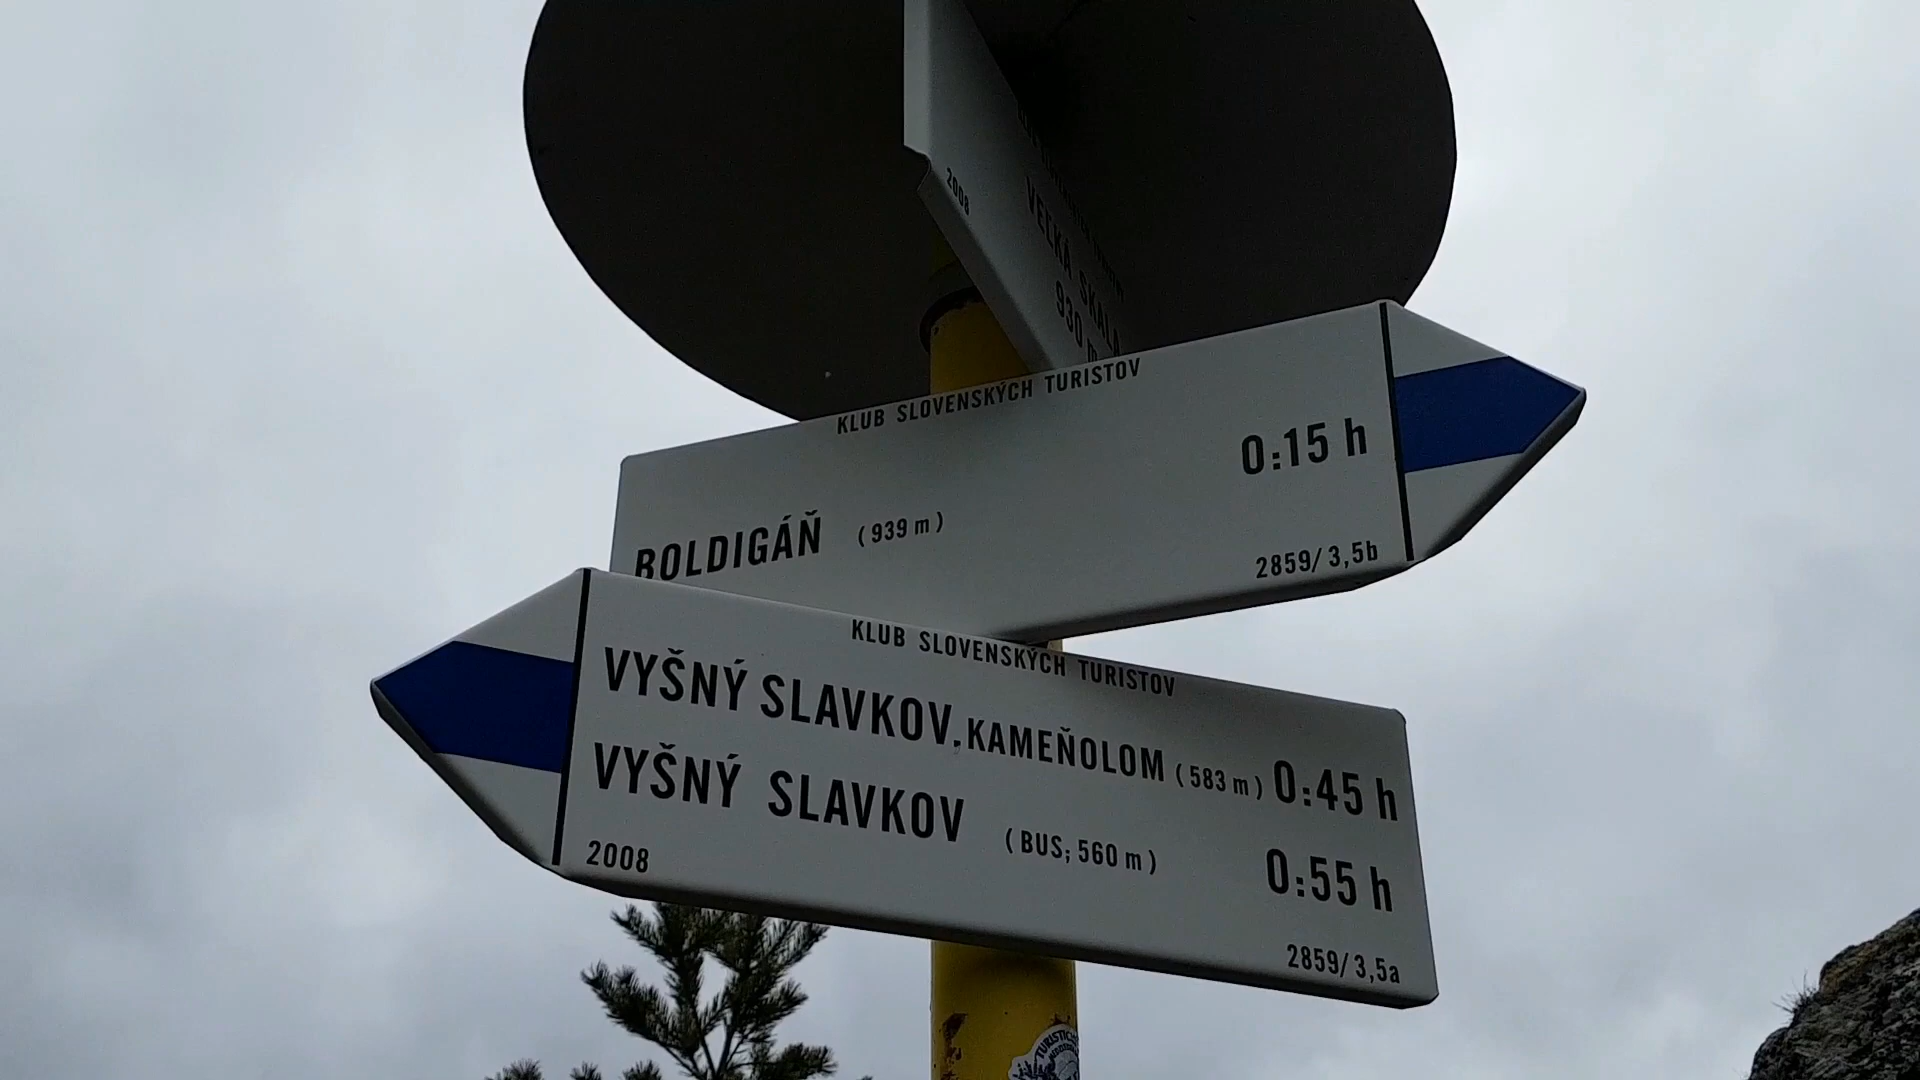 2008
VEĽKÁ SKALA
930 m
KLUB SLOVENSKÝCH TURISTOV
0:15 h
BOLDIGÁŇ (939 m)
2859/3,5b
KLUB SLOVENSKÝCH TURISTOV
VYŠNÝ SLAVKOV, KAMEŇOLOM (583 m) 0:45 h
VYŠNÝ SLAVKOV (BUS; 560 m) 0:55 h
2008
2859/3,5a